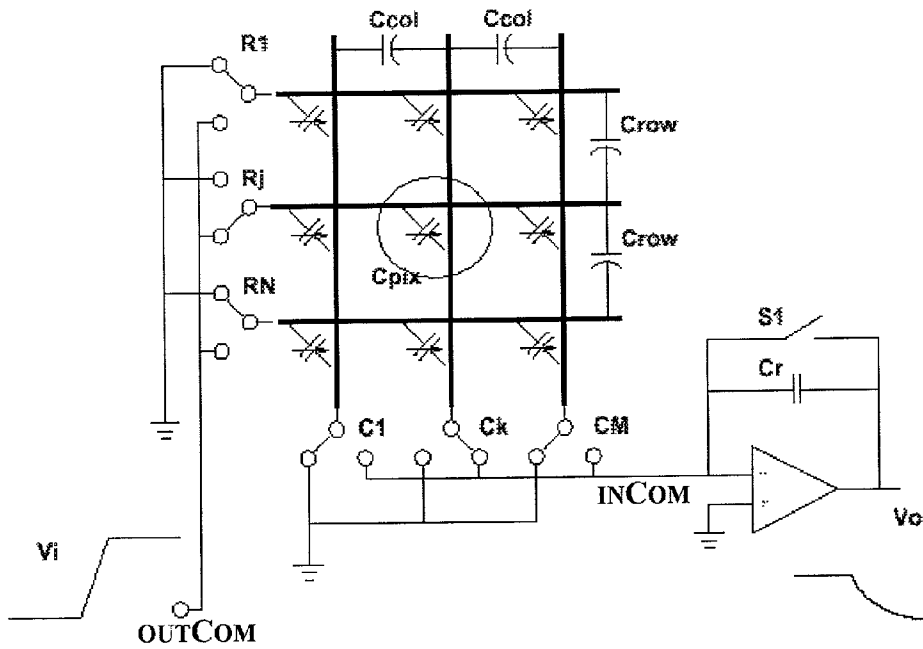 Ccol Ccol
R1
Crow
Rj
Crow
Cpix
RN
S1
Cr
C1 Ck CM
INCOM
Vo
Vi
OUTCOM